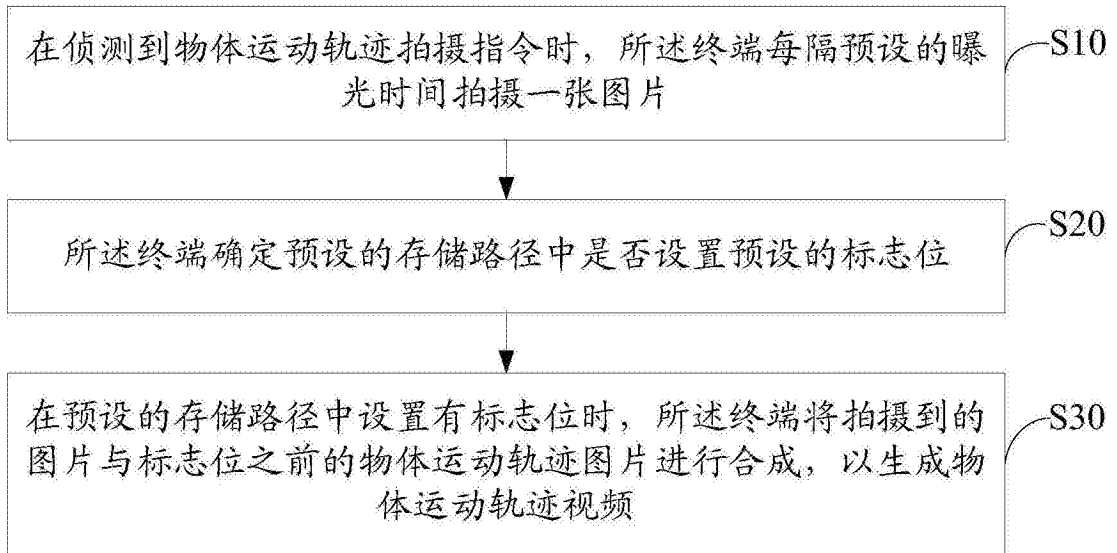 在侦测到物体运动轨迹拍摄指令时，所述终端每隔预设的曝
光时间拍摄一张图片
S10
所述终端确定预设的存储路径中是否设置预设的标志位
S20
在预设的存储路径中设置有标志位时，所述终端将拍摄到的
图片与标志位之前的物体运动轨迹图片进行合成，以生成物
体运动轨迹视频
S30